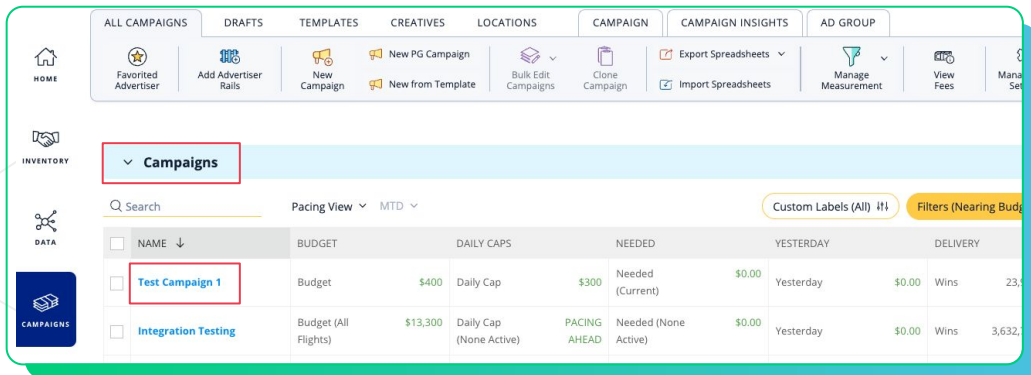 ALL CAMPAIGNS DRAFTS TEMPLATES CREATIVES LOCATIONS CAMPAIGN CAMPAIGN INSIGHTS AD GROUP
HOME
Favorited Advertiser
Add Advertiser Rails
New Campaign
New PG Campaign
New from Template
Bulk Edit Campaigns
Clone Campaign
Export Spreadsheets
Import Spreadsheets
Manage Measurement
View Fees
INVENTORY
Campaigns
Search Pacing View MTD Custom Labels (All) Filters (Nearing
DATA
NAME BUDGET DAILY CAPS NEEDED YESTERDAY DELIVERY
Test Campaign 1 Budget $400 Daily Cap $300 Needed (Current) $0.00 Yesterday $0.00 Wins
CAMPAIGNS
Integration Testing Budget (All Flights) $13,300 Daily Cap (None Active) PACING AHEAD Needed (None Active) $0.00 Yesterday $0.00 Wins